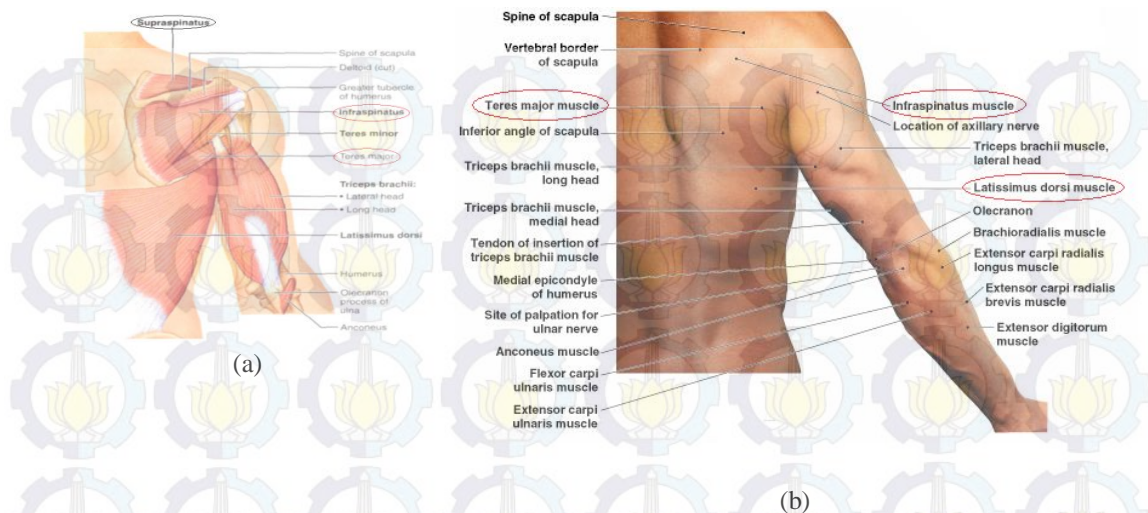 Supraspinatus
Spine of scapula
Deltoid (cut)
Greater tubercle
of humerus
Infraspinatus
Teres minor
Teres major
Triceps brachii:
• Lateral head
• Long head
Latissimus dorsi
Humerus
Olecranon
process of
ulna
Anconeus
(a)
Spine of scapula
Vertebral border
of scapula
Teres major muscle
Inferior angle of scapula
Triceps brachii muscle,
long head
Triceps brachii muscle,
medial head
Tendon of insertion of
triceps brachii muscle
Medial epicondyle
of humerus
Site of palpation for
ulnar nerve
Anconeus muscle
Flexor carpi
ulnaris muscle
Extensor carpi
ulnaris muscle
Infraspinatus muscle
Location of axillary nerve
Triceps brachii muscle,
lateral head
Latissimus dorsi muscle
Olecranon
Brachioradialis muscle
Extensor carpi radialis
longus muscle
Extensor carpi radialis
brevis muscle
Extensor digitorum
muscle
(b)